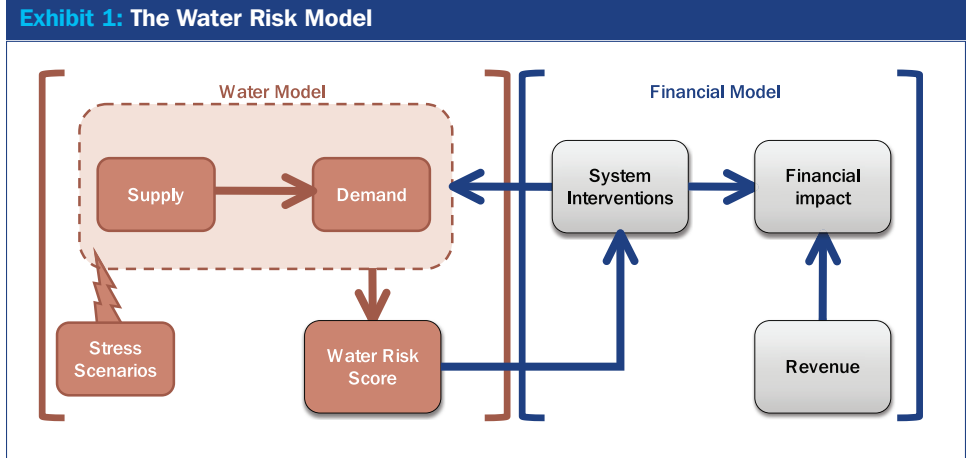 Exhibit 1: The Water Risk Model
Water Model
Financial Model
Supply
Demand
System
Interventions
Financial
impact
Stress
Scenarios
Water Risk
Score
Revenue